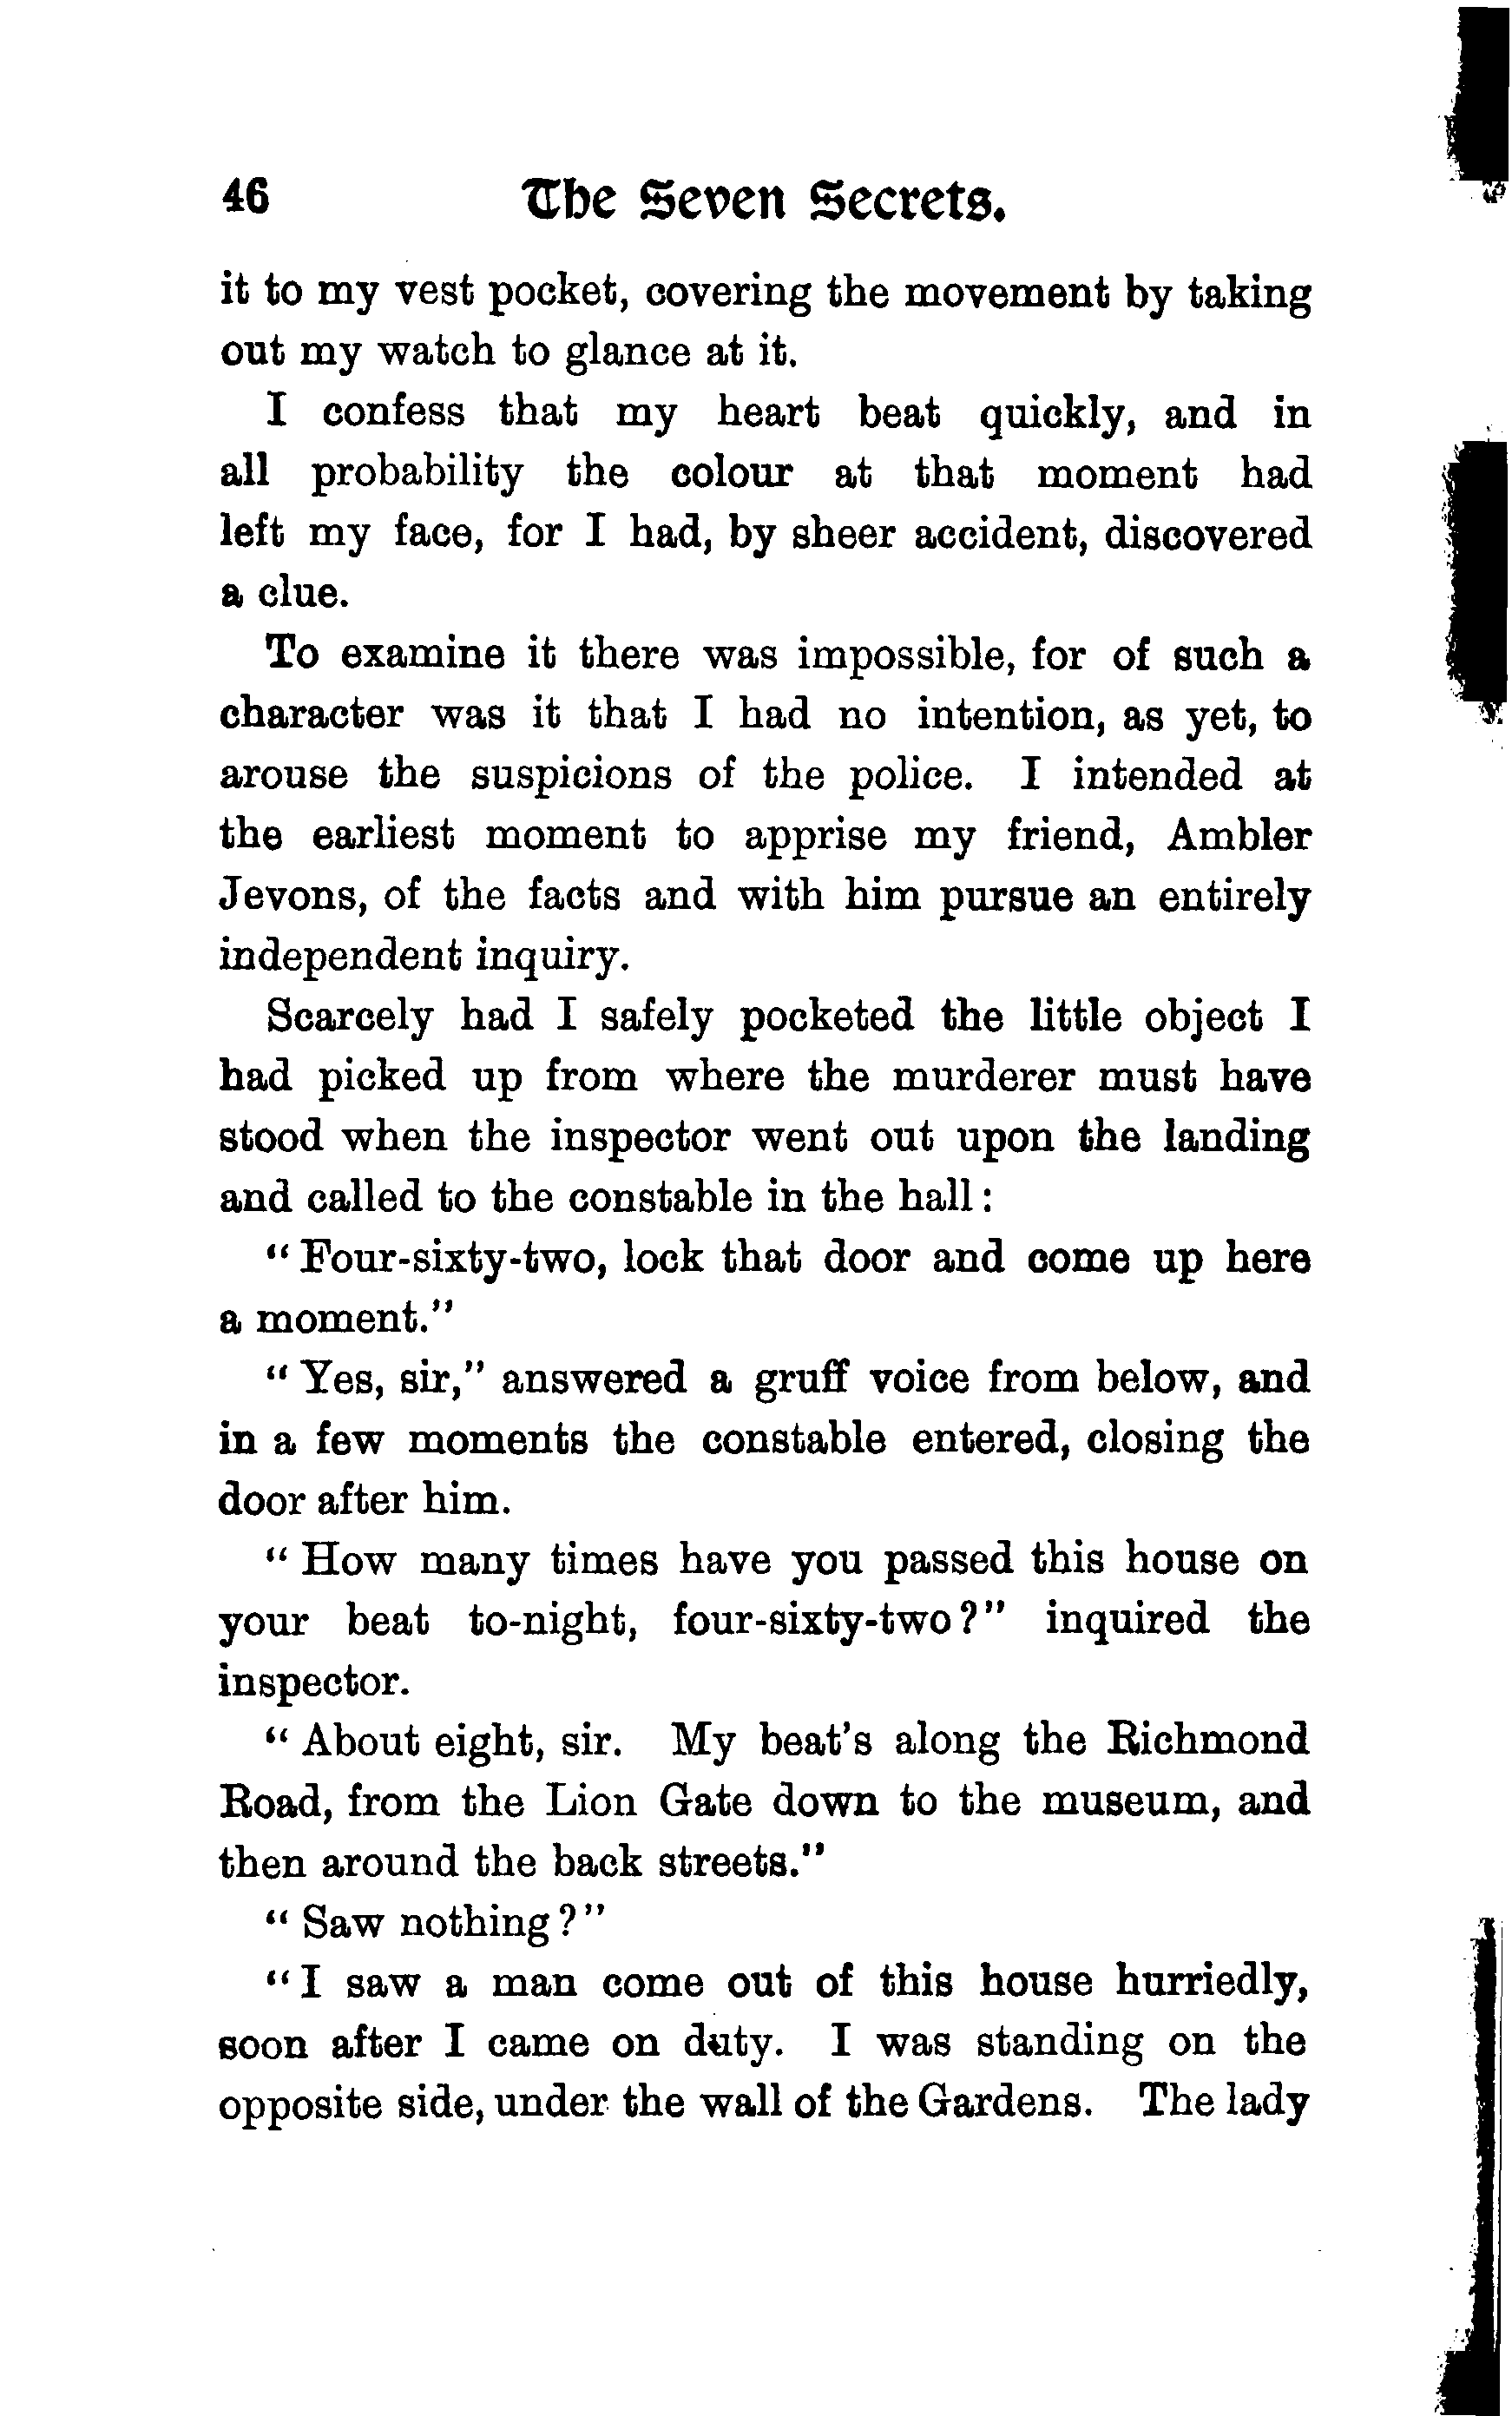 46 The Seven Secrets.
it to my vest pocket, covering the movement by taking
out my watch to glance at it.
I confess that my heart beat quickly, and in
all probability the colour at that moment had
left my face, for I had, by sheer accident, discovered
a clue.
To examine it there was impossible, for of such a
character was it that I had no intention, as yet, to
arouse the suspicions of the police. I intended at
the earliest moment to apprise my friend, Ambler
Jevons, of the facts and with him pursue an entirely
independent inquiry.
Scarcely had I safely pocketed the little object I
had picked up from where the murderer must have
stood when the inspector went out upon the landing
and called to the constable in the hall:
"Four-sixty-two, lock that door and come up here
a moment."
"Yes, sir," answered a gruff voice from below, and
in a few moments the constable entered, closing the
door after him.
"How many times have you passed this house on
your beat to-night, four-sixty-two?" inquired the
inspector.
"About eight, sir. My beat's along the Richmond
Road, from the Lion Gate down to the museum, and
then around the back streets."
"Saw nothing?"
"I saw a man come out of this house hurriedly,
soon after I came on duty. I was standing on the
opposite side, under the wall of the Gardens. The lady